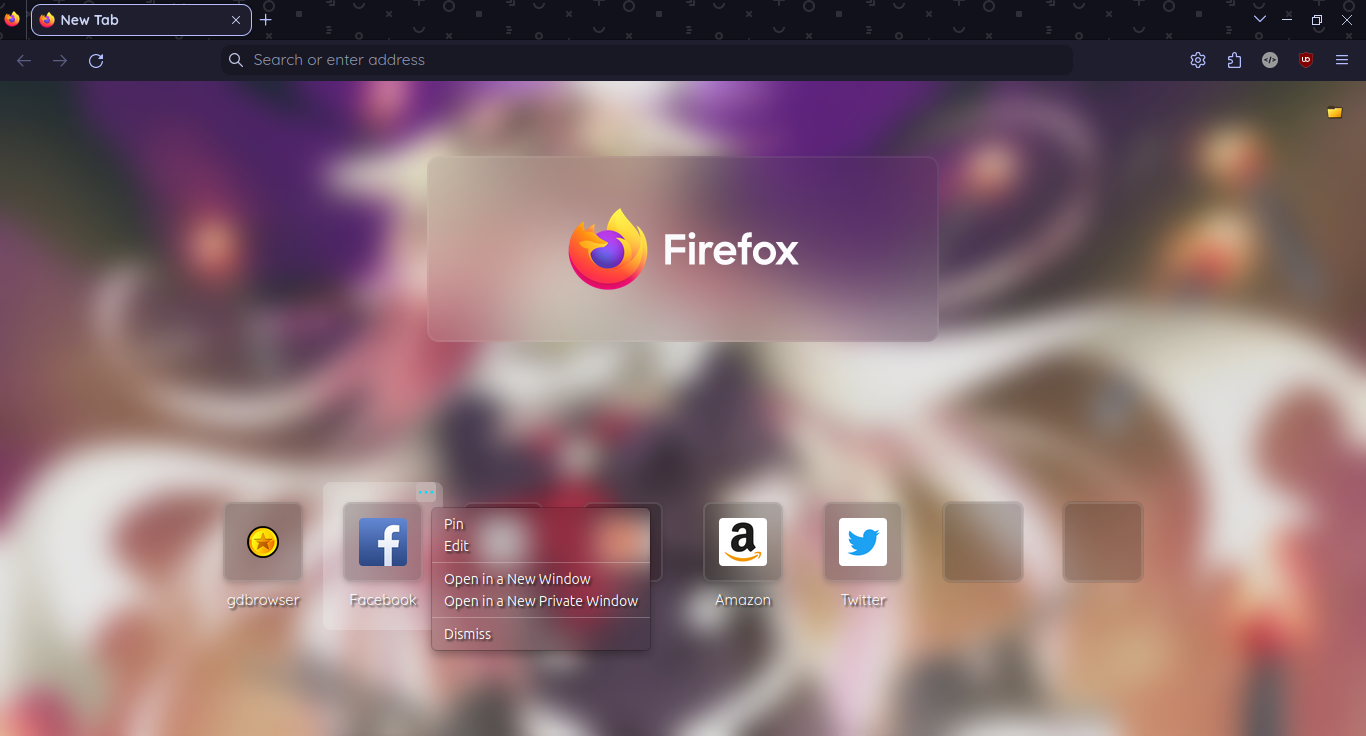 New Tab
Search or enter address
Firefox
Pin
Edit
Open in a New Window
Open in a New Private Window
Dismiss
gdbrowser
Facebook
Amazon
Twitter